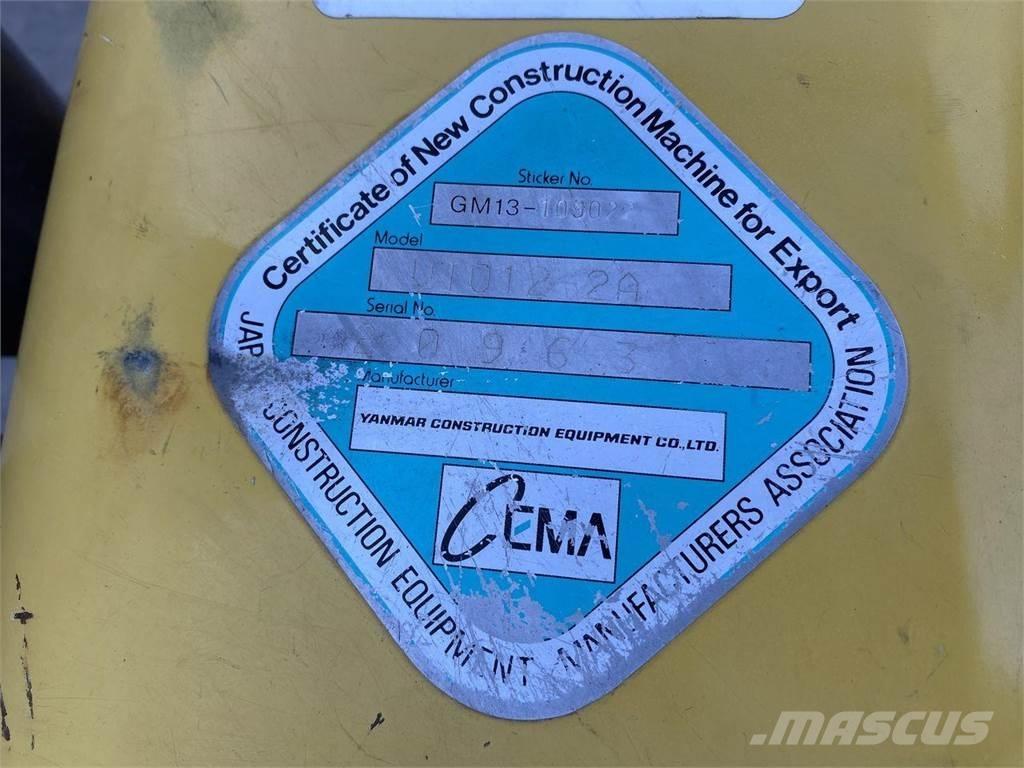 Certificate of New Construction Machine for Export
Sticker No.
Model
Serial No.
Manufacturer
YANMAR CONSTRUCTION EQUIPMENT CO.,LTD.
CEMA
CONSTRUCTION EQUIPMENT MANUFACTURERS ASSOCIATION
MASCUS